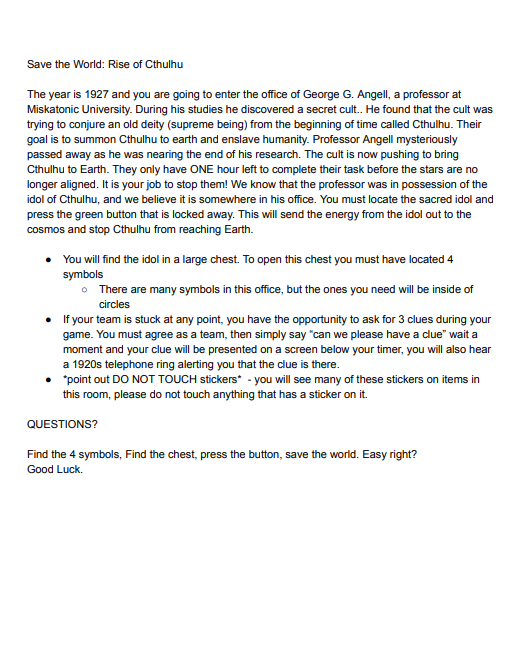 Save the World: Rise of Cthulhu
The year is 1927 and you are going to enter the office of George G. Angell, a professor at
Miskatonic University. During his studies he discovered a secret cult.. He found that the cult was
trying to conjure an old deity (supreme being) from the beginning of time called Cthulhu. Their
goal is to summon Cthulhu to earth and enslave humanity. Professor Angell mysteriously
passed away as he was nearing the end of his research. The cult is now pushing to bring
Cthulhu to Earth. They only have ONE hour left to complete their task before the stars are no
longer aligned. It is your job to stop them! We know that the professor was in possession of the
idol of Cthulhu, and we believe it is somewhere in his office. You must locate the sacred idol and
press the green button that is locked away. This will send the energy from the idol out to the
cosmos and stop Cthulhu from reaching Earth.
● You will find the idol in a large chest. To open this chest you must have located 4
symbols
○ There are many symbols in this office, but the ones you need will be inside of
circles
● If your team is stuck at any point, you have the opportunity to ask for 3 clues during your
game. You must agree as a team, then simply say “can we please have a clue” wait a
moment and your clue will be presented on a screen below your timer, you will also hear
a 1920s telephone ring alerting you that the clue is there.
● *point out DO NOT TOUCH stickers* - you will see many of these stickers on items in
this room, please do not touch anything that has a sticker on it.
QUESTIONS?
Find the 4 symbols, Find the chest, press the button, save the world. Easy right?
Good Luck.